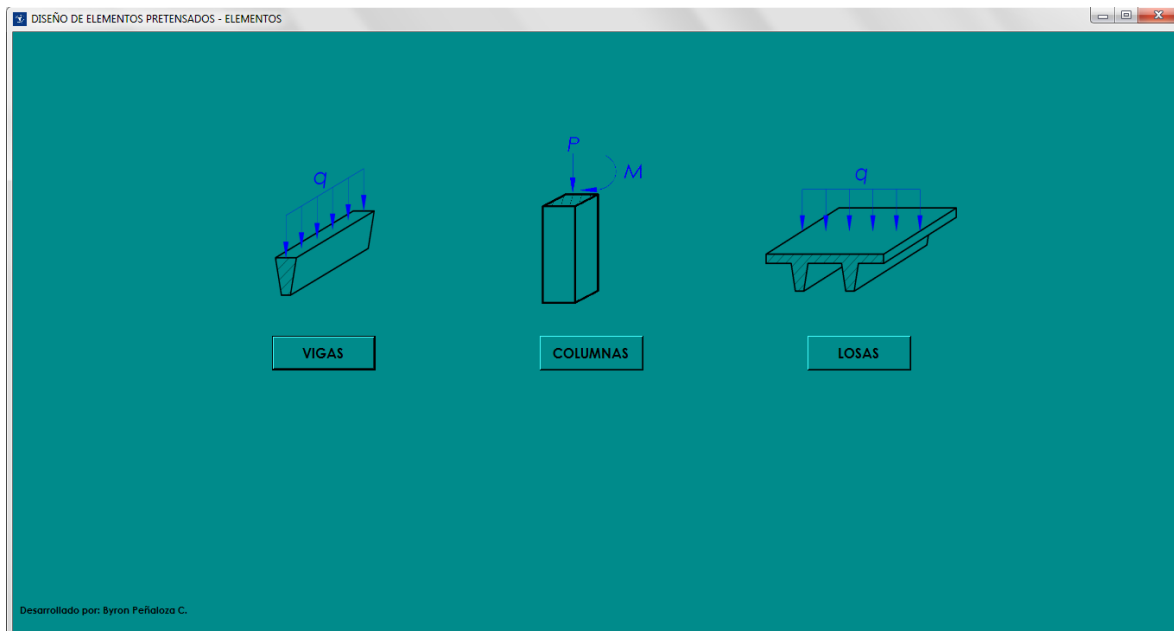 DISEÑO DE ELEMENTOS PRETENSADOS - ELEMENTOS
q
P
M
q
VIGAS
COLUMNAS
LOSAS
Desarrollado por: Byron Peñaloza C.